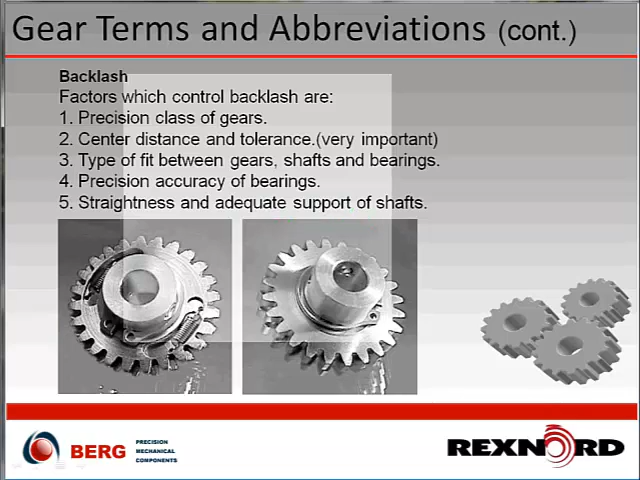 Gear Terms and Abbreviations (cont.)
Backlash
Factors which control backlash are:
1. Precision class of gears.
2. Center distance and tolerance.(very important)
3. Type of fit between gears, shafts and bearings.
4. Precision accuracy of bearings.
5. Straightness and adequate support of shafts.
BERG
PRECISION
MECHANICAL
COMPONENTS
REXNORD